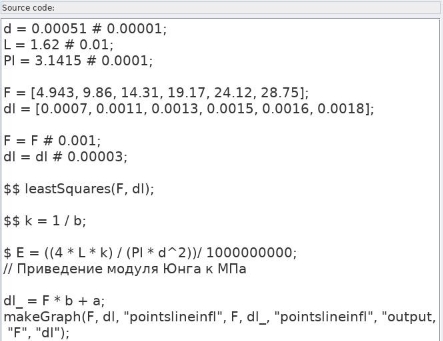 Source code:
d = 0.00051 # 0.00001;
L = 1.62 # 0.01;
PI = 3.1415 # 0.0001;
F = [4.943, 9.86, 14.31, 19.17, 24.12, 28.75];
dl = [0.0007, 0.0011, 0.0013, 0.0015, 0.0016, 0.0018];
F = F # 0.001;
dl = dl # 0.00003;
$$ leastSquares(F, dl);
$$ k = 1 / b;
$ E = ((4 * L * k) / (PI * d^2))/ 1000000000;
// Приведение модуля Юнга к МПа
dl_ = F * b + a;
makeGraph(F, dl, "pointslineinfl", F, dl_, "pointslineinfl", "output,
"F", "dl");